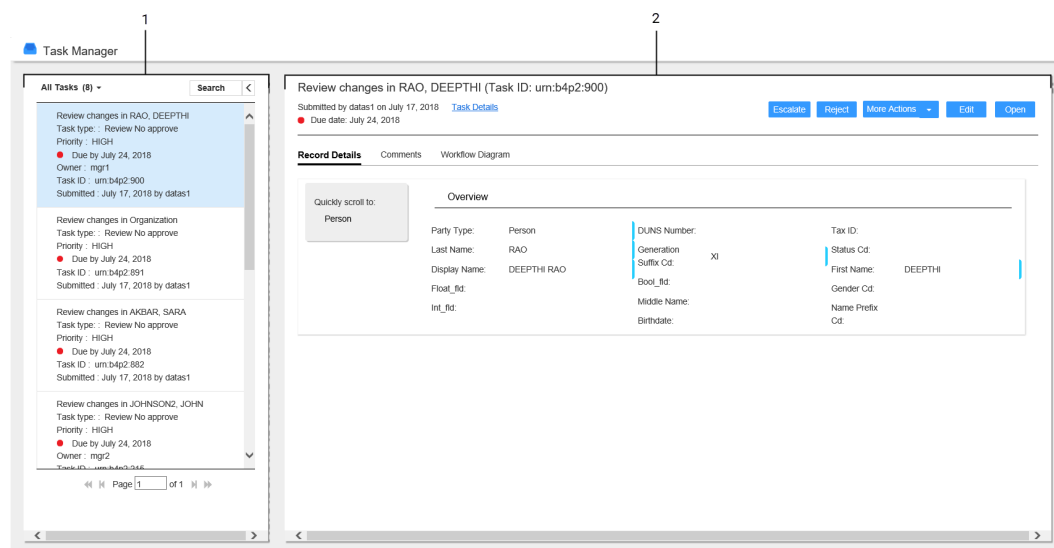 1
2
Task Manager
All Tasks (8)
Search
Review changes in RAO, DEEPTHI
Task type: : Review No approve
Priority : HIGH
Due by July 24, 2018
Owner : mgr1
Task ID : urn:b4p2:900
Submitted : July 17, 2018 by datas1
Review changes in Organization
Task type: : Review No approve
Priority : HIGH
Due by July 24, 2018
Task ID : urn:b4p2:891
Submitted : July 17, 2018 by datas1
Review changes in AKBAR, SARA
Task type: : Review No approve
Priority : HIGH
Due by July 24, 2018
Task ID : urn:b4p2:882
Submitted : July 17, 2018 by datas1
Review changes in JOHNSON2, JOHN
Task type: : Review No approve
Priority : HIGH
Due by July 24, 2018
Owner : mgr2
Task ID : urn:b4p2:215
Page 1 of 1
Review changes in RAO, DEEPTHI (Task ID: urn:b4p2:900)
Submitted by datas1 on July 17, 2018 Task Details
Due date: July 24, 2018
Escalate Reject More Actions Edit Open
Record Details Comments Workflow Diagram
Quickly scroll to:
Person
Overview
Party Type: Person
Last Name: RAO
Display Name: DEEPTHI RAO
Float_fld:
Int_fld:
DUNS Number:
Generation
Suffix Cd: XI
Bool_fld:
Middle Name:
Birthdate:
Tax ID:
Status Cd:
First Name: DEEPTHI
Gender Cd:
Name Prefix
Cd: